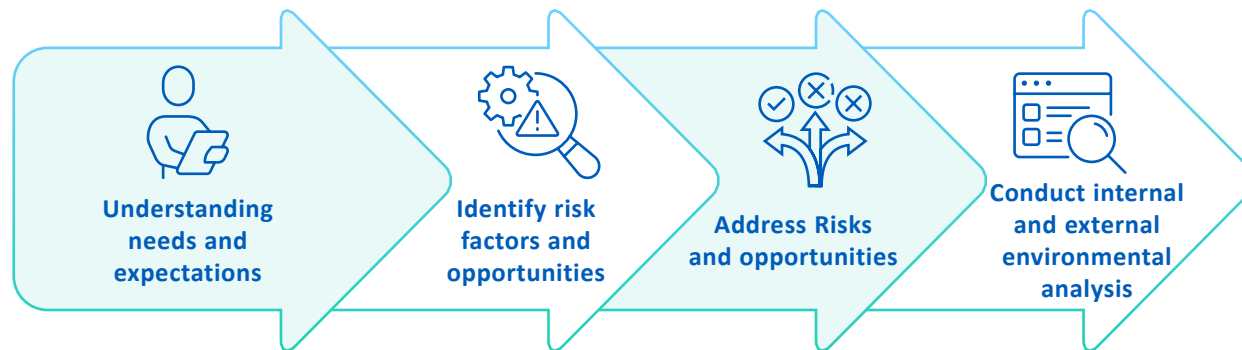 Understanding
needs and
expectations
Identify risk
factors and
opportunities
Address Risks
and opportunities
Conduct internal
and external
environmental
analysis